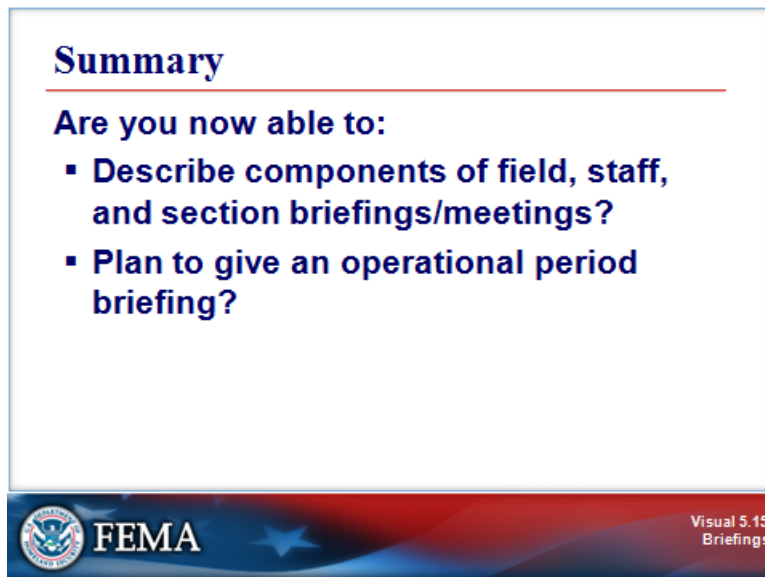 Summary
Are you now able to:
▪ Describe components of field, staff,
and section briefings/meetings?
▪ Plan to give an operational period
briefing?
FEMA
Visual 5.15
Briefings